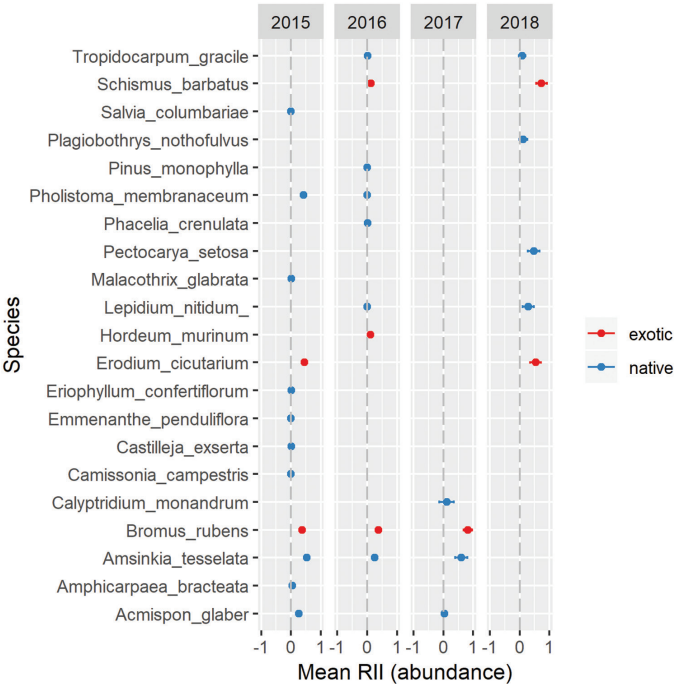 2015 2016 2017 2018
Tropidocarpum_gracile
Schismus_barbatus
Salvia_columbariae
Plagiobothrys_nothofulvus
Pinus_monophylla
Pholistoma_membranaceum
Phacelia_crenulata
Pectocarya_setosa
Malacothrix_glabrata
Lepidium_nitidum_
Hordeum_murinum
Erodium_cicutarium
Eriophyllum_confertiflorum
Emmenanthe_penduliflora
Castilleja_exserta
Camissonia_campestris
Calyptridium_monandrum
Bromus_rubens
Amsinkia_tesselata
Amphicarpaea_bracteata
Acmispon_glaber
Species
-1 0 1 -1 0 1 -1 0 1 -1 0 1
Mean RII (abundance)
exotic
native